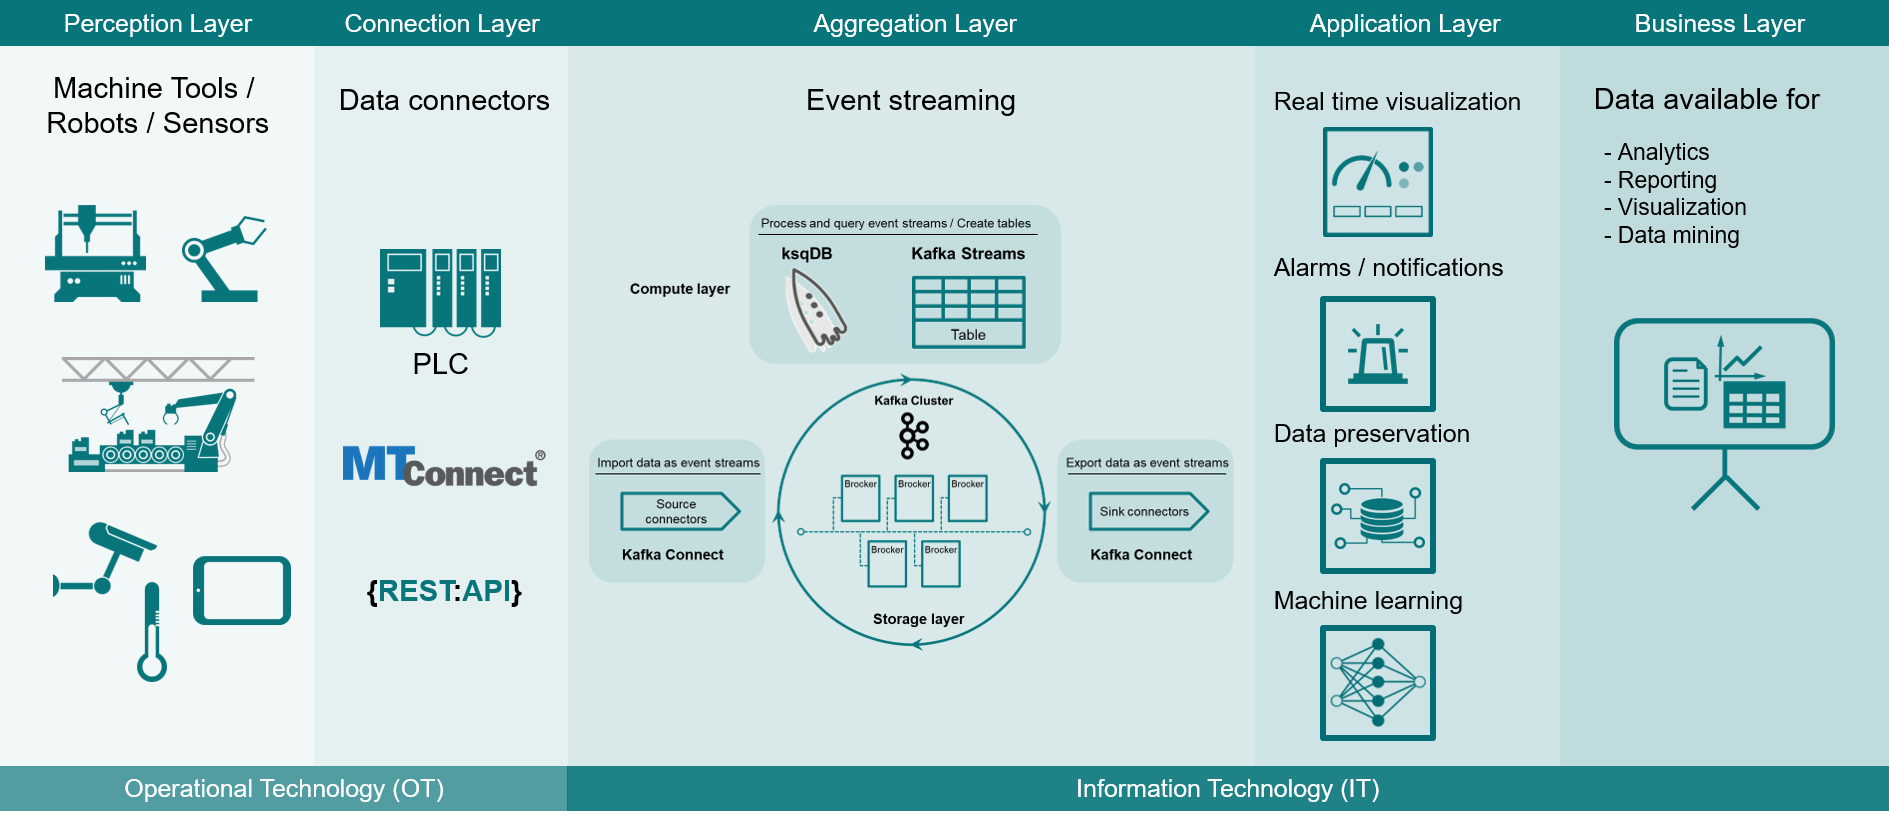 Perception Layer
Connection Layer
Aggregation Layer
Application Layer
Business Layer
Machine Tools /
Robots / Sensors
Data connectors
PLC
MTConnect®
{REST:API}
Event streaming
Process and query event streams / Create tables
ksqDB
Kafka Streams
Table
Compute layer
Kafka Cluster
Import data as event streams
Source
connectors
Kafka Connect
Brocker
Brocker
Brocker
Brocker
Brocker
Storage layer
Export data as event streams
Sink connectors
Kafka Connect
Real time visualization
Alarms / notifications
Data preservation
Machine learning
Data available for
- Analytics
- Reporting
- Visualization
- Data mining
Operational Technology (OT)
Information Technology (IT)